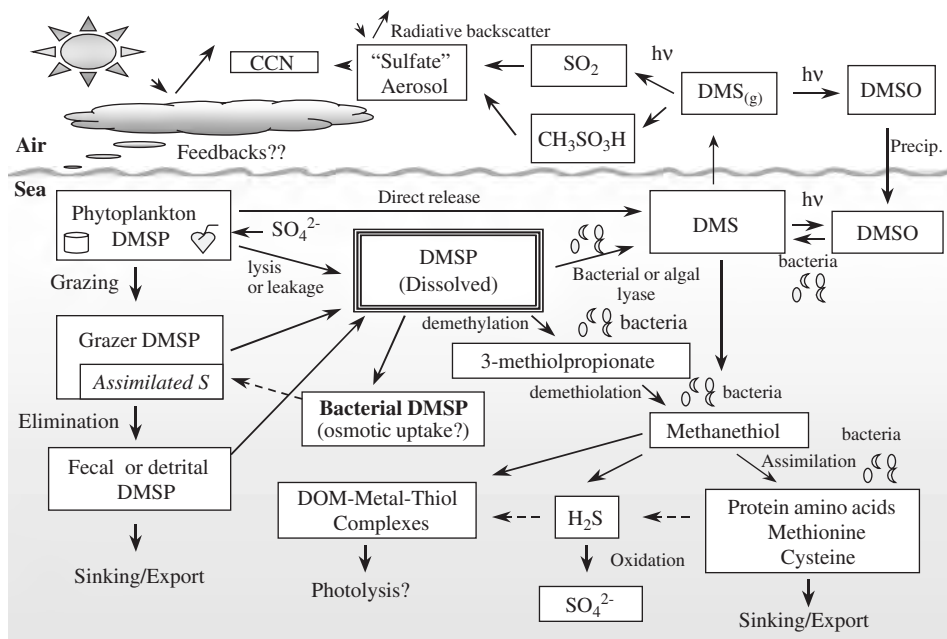 Radiative backscatter
CCN
"Sulfate"
Aerosol
SO₂
hν
DMS(g)
hν
DMSO
CH₃SO₃H
Feedbacks??
Air
Precip.
Sea
Phytoplankton
DMSP
SO₄²⁻
Direct release
DMS
hν
DMSO
bacteria
lysis
or leakage
DMSP
(Dissolved)
Bacterial or algal
lyase
Grazing
demethylation
bacteria
Grazer DMSP
Assimilated S
3-methiolpropionate
demethiolation
bacteria
Elimination
Bacterial DMSP
(osmotic uptake?)
Methanethiol
bacteria
Assimilation
Fecal or detrital
DMSP
DOM-Metal-Thiol
Complexes
H₂S
Protein amino acids
Methionine
Cysteine
Oxidation
Sinking/Export
Photolysis?
SO₄²⁻
Sinking/Export